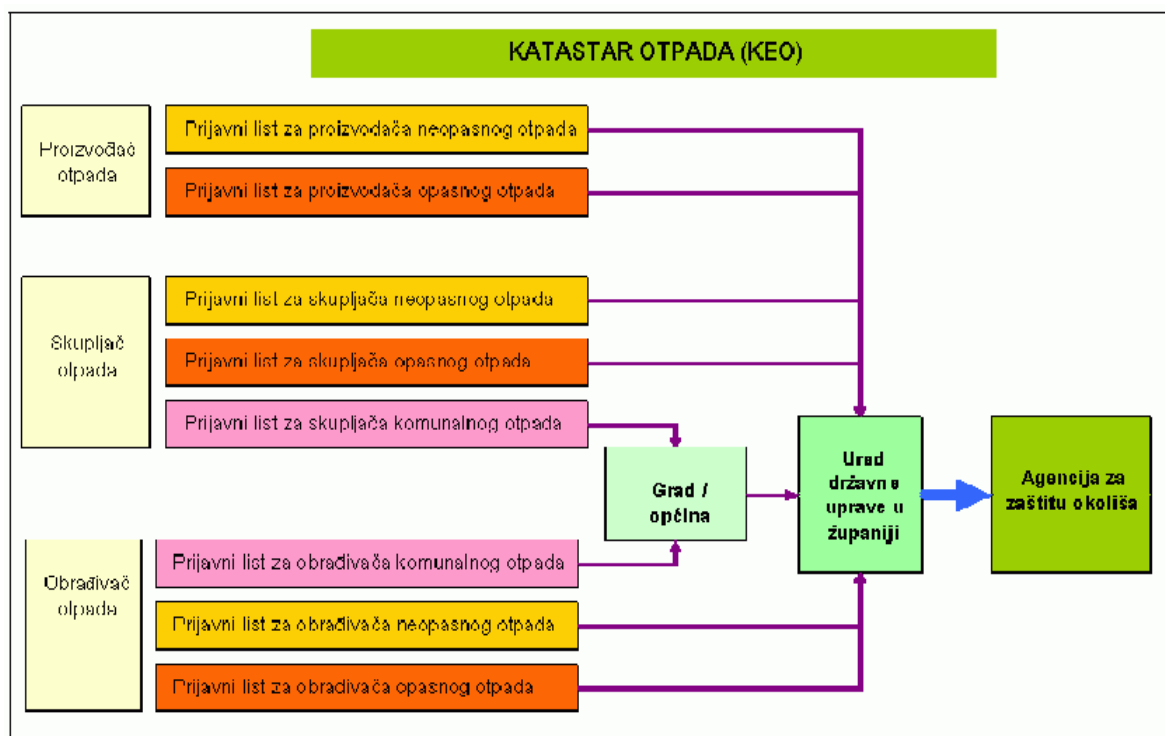 KATASTAR OTPADA (KEO)
Proizvođač
otpada
Prijavni list za proizvođača neopasnog otpada
Prijavni list za proizvođača opasnog otpada
Skupljač
otpada
Prijavni list za skupljača neopasnog otpada
Prijavni list za skupljača opasnog otpada
Prijavni list za skupljača komunalnog otpada
Grad /
općina
Ured
državne
uprave u
županiji
Agencija za
zaštitu okoliša
Obrađivač
otpada
Prijavni list za obrađivača komunalnog otpada
Prijavni list za obrađivača neopasnog otpada
Prijavni list za obrađivača opasnog otpada